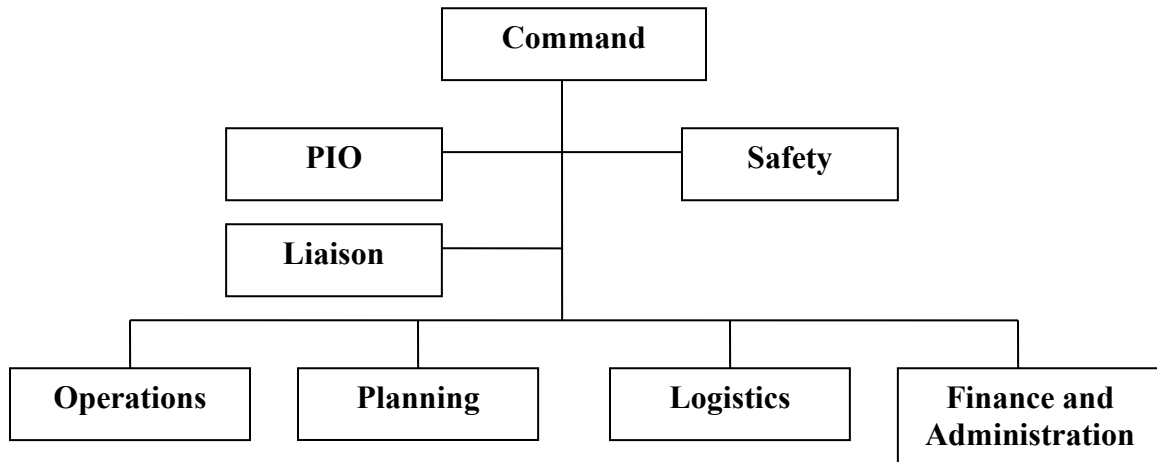 Command
PIO
Safety
Liaison
Operations
Planning
Logistics
Finance and
Administration